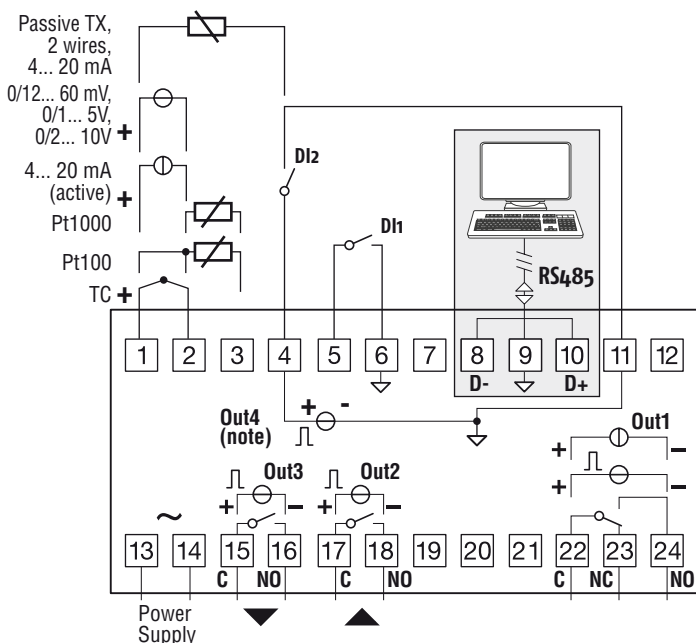 Passive TX,
2 wires,
4... 20 mA
0/12... 60 mV,
0/1... 5V,
0/2... 10V +
4... 20 mA
(active) +
Pt1000
Pt100
TC +
DI2
DI1
RS485
1 2 3 4 5 6 7 8 9 10 11 12
D- D+
Out4
(note)
+ -
Out1
+ −
+ −
Out3
+ −
Out2
+ −
~
13 14 15 16 17 18 19 20 21 22 23 24
C NO C NO C NC NO
Power
Supply